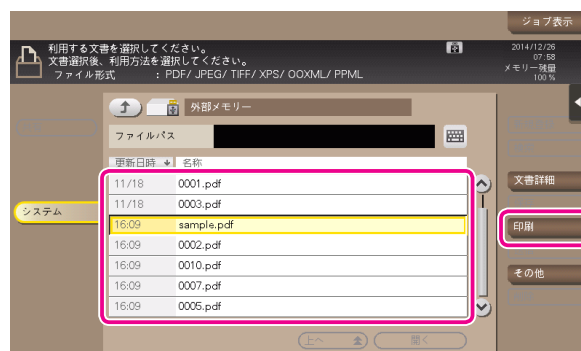 ジョブ表示
利用する文書を選択してください。
文書選択後、利用方法を選択してください。
ファイル形式 : PDF/ JPEG/ TIFF/ XPS/ OOXML/ PPML
2014/12/26
07:58
メモリー残量
100 %
外部メモリー
ファイルパス
更新日時 名称
11/18 0001.pdf
11/18 0003.pdf
16:09 sample.pdf
16:09 0002.pdf
16:09 0010.pdf
16:09 0007.pdf
16:09 0005.pdf
システム
文書詳細
印刷
その他
上へ 開く